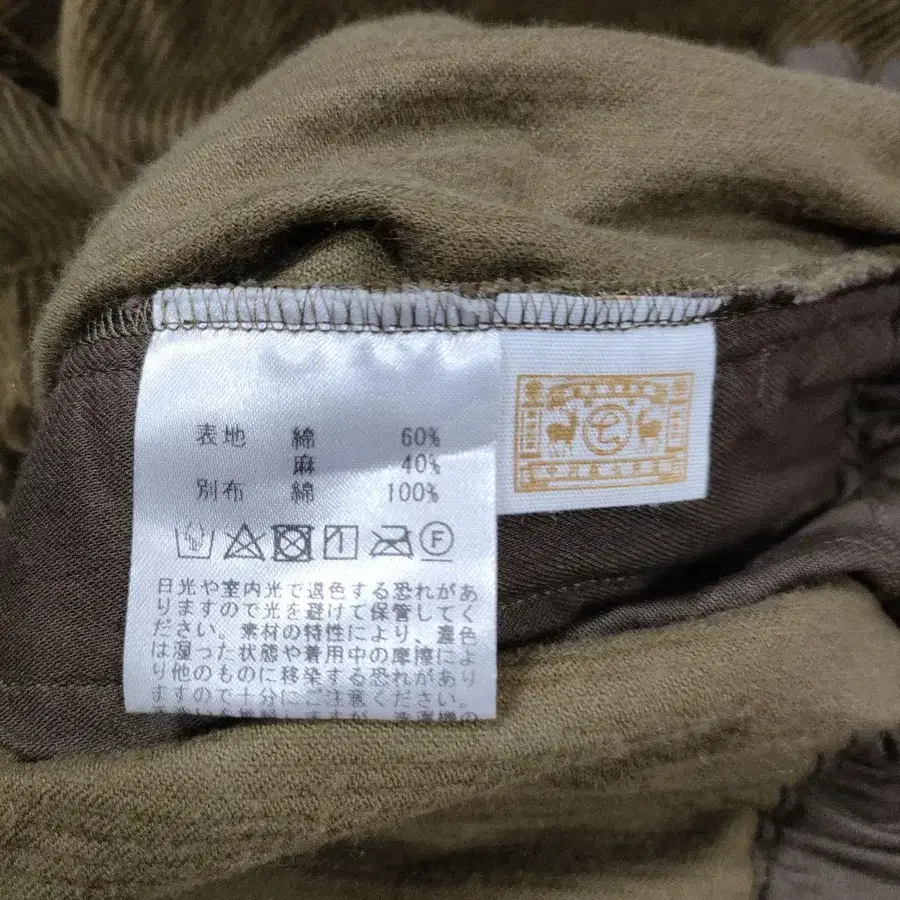 表地 綿 60%
麻 40%
別布 綿 100%
F
日光や室内光で退色する恐れがあ
りますので光を避けて保管してく
ださい。素材の特性により、濃色
は湿った状態や着用中の摩擦により
り他のものに移染する恐れがあり
ますので十分にご注意ください。